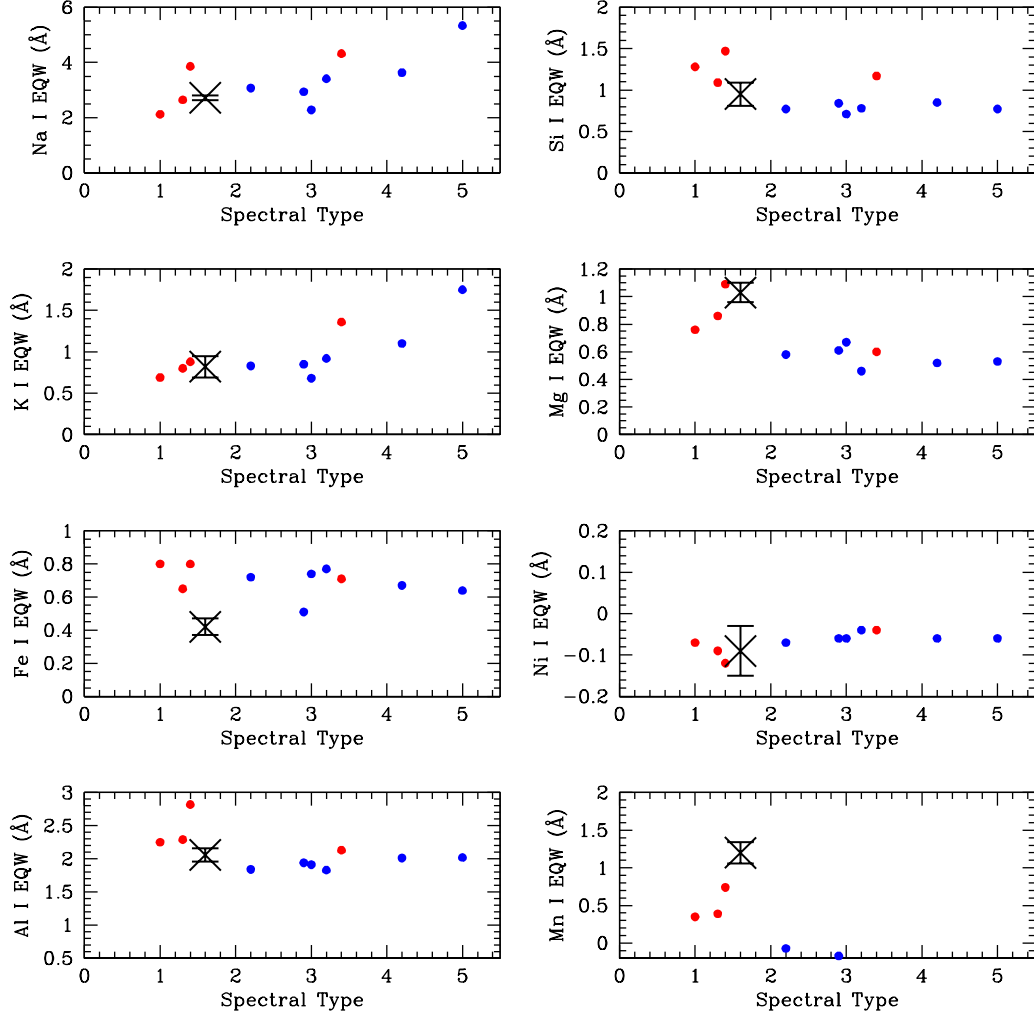 Na I EQW (Å)
6
4
2
0
0 1 2 3 4 5
Spectral Type
Si I EQW (Å)
2
1.5
1
0.5
0
0 1 2 3 4 5
Spectral Type
K I EQW (Å)
2
1.5
1
0.5
0
0 1 2 3 4 5
Spectral Type
Mg I EQW (Å)
1.2
1
0.8
0.6
0.4
0.2
0
0 1 2 3 4 5
Spectral Type
Fe I EQW (Å)
1
0.8
0.6
0.4
0.2
0
0 1 2 3 4 5
Spectral Type
Ni I EQW (Å)
0.2
0.1
0
−0.1
−0.2
0 1 2 3 4 5
Spectral Type
Al I EQW (Å)
3
2.5
2
1.5
1
0.5
0 1 2 3 4 5
Spectral Type
Mn I EQW (Å)
2
1.5
1
0.5
0
0 1 2 3 4 5
Spectral Type